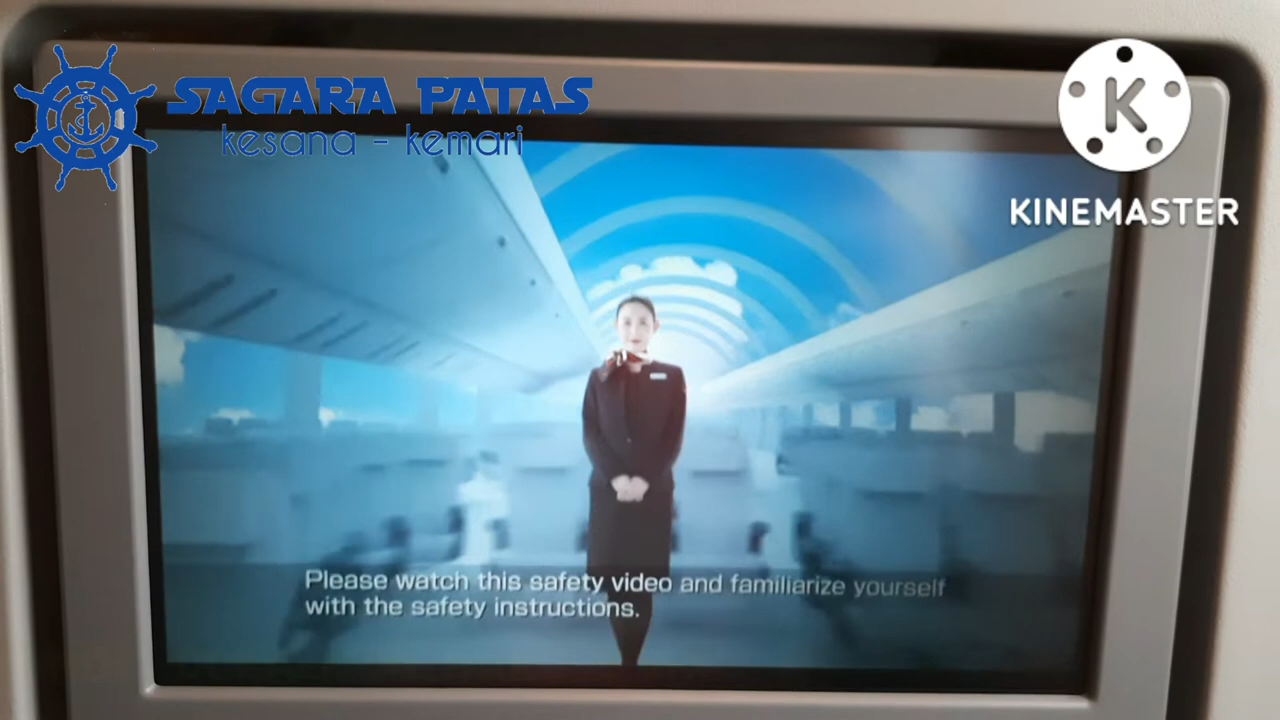 SAGARA PATAS
kesana - kemari
K
KINEMASTER
Please watch this safety video and familiarize yourself
with the safety instructions.